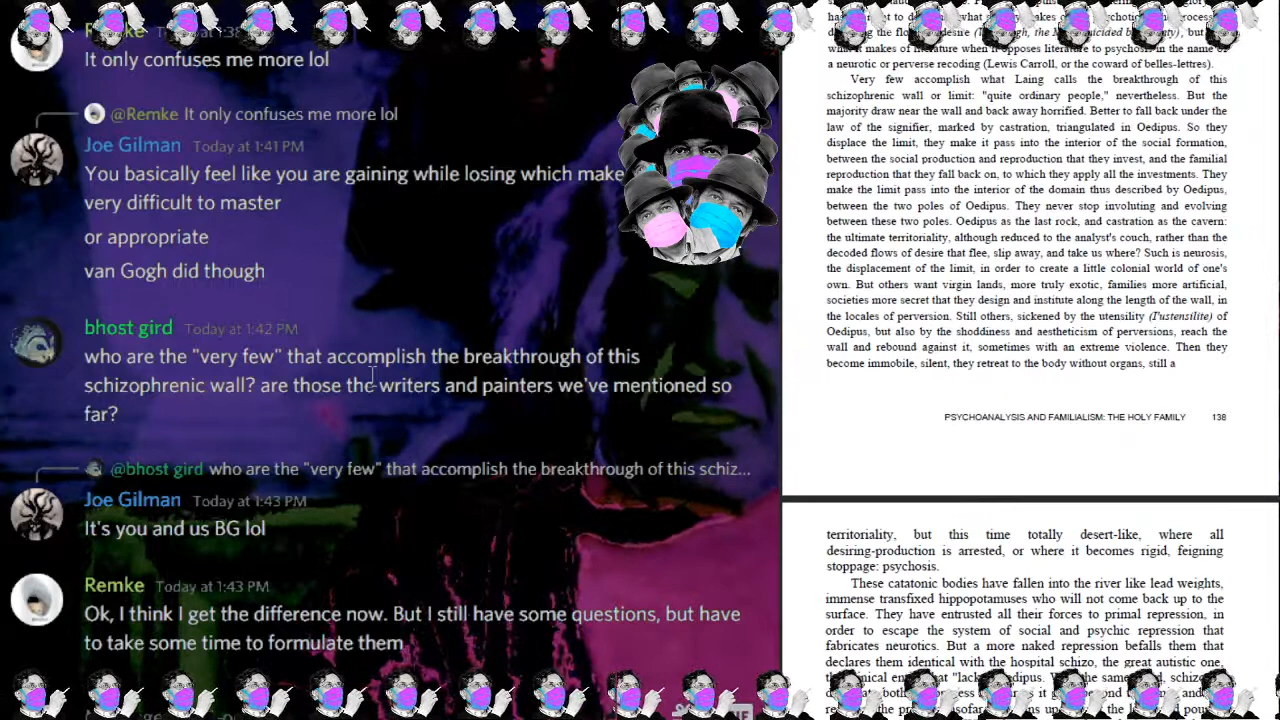 Today at 1:38
It only confuses me more lol
@Remke It only confuses me more lol
Joe Gilman Today at 1:41 PM
You basically feel like you are gaining while losing which make
very difficult to master
or appropriate
van Gogh did though
bhost gird Today at 1:42 PM
who are the "very few" that accomplish the breakthrough of this
schizophrenic wall? are those the writers and painters we've mentioned so
far?
@bhost gird who are the "very few" that accomplish the breakthrough of this schiz...
Joe Gilman Today at 1:43 PM
It's you and us BG lol
Remke Today at 1:43 PM
Ok, I think I get the difference now. But I still have some questions, but have
to take some time to formulate them
what it makes of literature when it opposes literature to psychosis in the name of
a neurotic or perverse recoding (Lewis Carroll, or the coward of belles-lettres).
Very few accomplish what Laing calls the breakthrough of this
schizophrenic wall or limit: "quite ordinary people," nevertheless. But the
majority draw near the wall and back away horrified. Better to fall back under the
law of the signifier, marked by castration, triangulated in Oedipus. So they
displace the limit, they make it pass into the interior of the social formation,
between the social production and reproduction that they invest, and the familial
reproduction that they fall back on, to which they apply all the investments. They
make the limit pass into the interior of the domain thus described by Oedipus,
between the two poles of Oedipus. They never stop involuting and evolving
between these two poles. Oedipus as the last rock, and castration as the cavern:
the ultimate territoriality, although reduced to the analyst's couch, rather than the
decoded flows of desire that flee, slip away, and take us where? Such is neurosis,
the displacement of the limit, in order to create a little colonial world of one's
own. But others want virgin lands, more truly exotic, families more artificial,
societies more secret that they design and institute along the length of the wall, in
the locales of perversion. Still others, sickened by the utensility (l'ustensilité) of
Oedipus, but also by the shoddiness and aestheticism of perversions, reach the
wall and rebound against it, sometimes with an extreme violence. Then they
become immobile, silent, they retreat to the body without organs, still a
PSYCHOANALYSIS AND FAMILIALISM: THE HOLY FAMILY 138
territoriality, but this time totally desert-like, where all
desiring-production is arrested, or where it becomes rigid, feigning
stoppage: psychosis.
These catatonic bodies have fallen into the river like lead weights,
immense transfixed hippopotamuses who will not come back up to the
surface. They have entrusted all their forces to primal repression, in
order to escape the system of social and psychic repression that
fabricates neurotics. But a more naked repression befalls them that
declares them identical with the hospital schizo, the great autistic one,